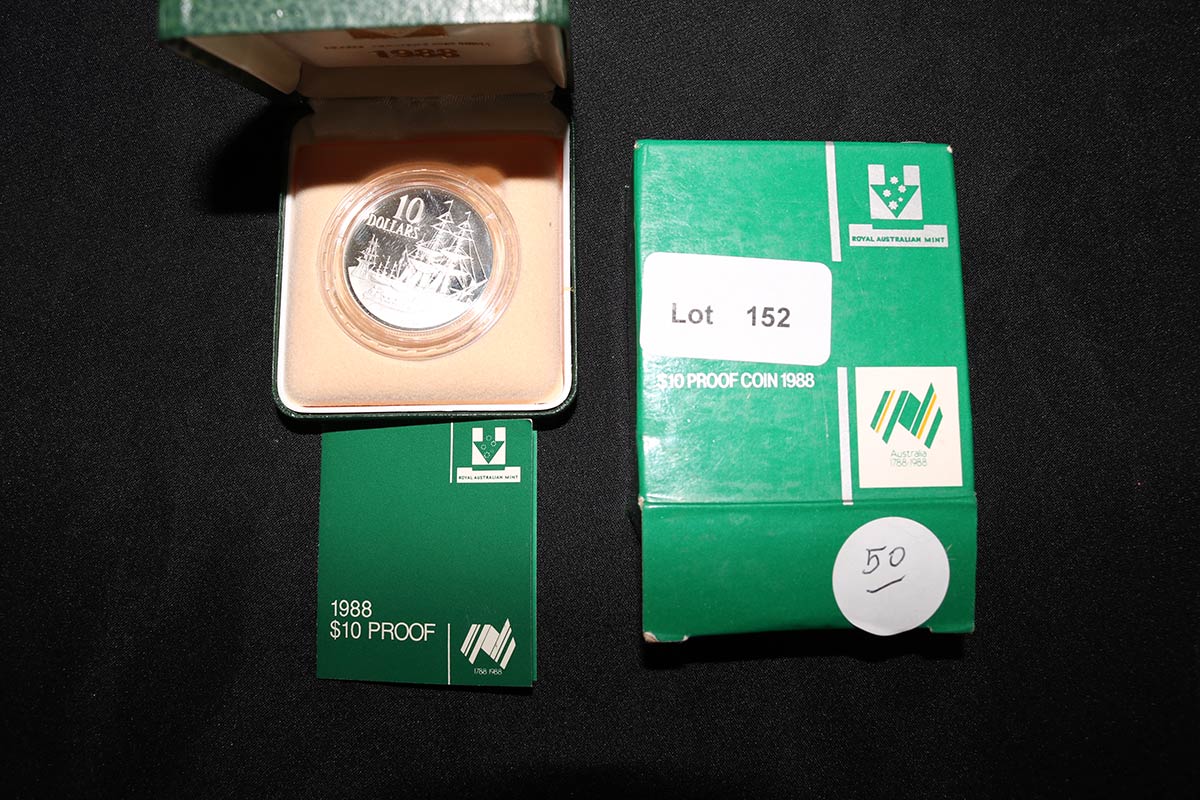 1988
10
DOLLARS
ROYAL AUSTRALIAN MINT
1988
$10 PROOF
1788 1988
ROYAL AUSTRALIAN MINT
Lot 152
$10 PROOF COIN 1988
Australia
1788-1988
50